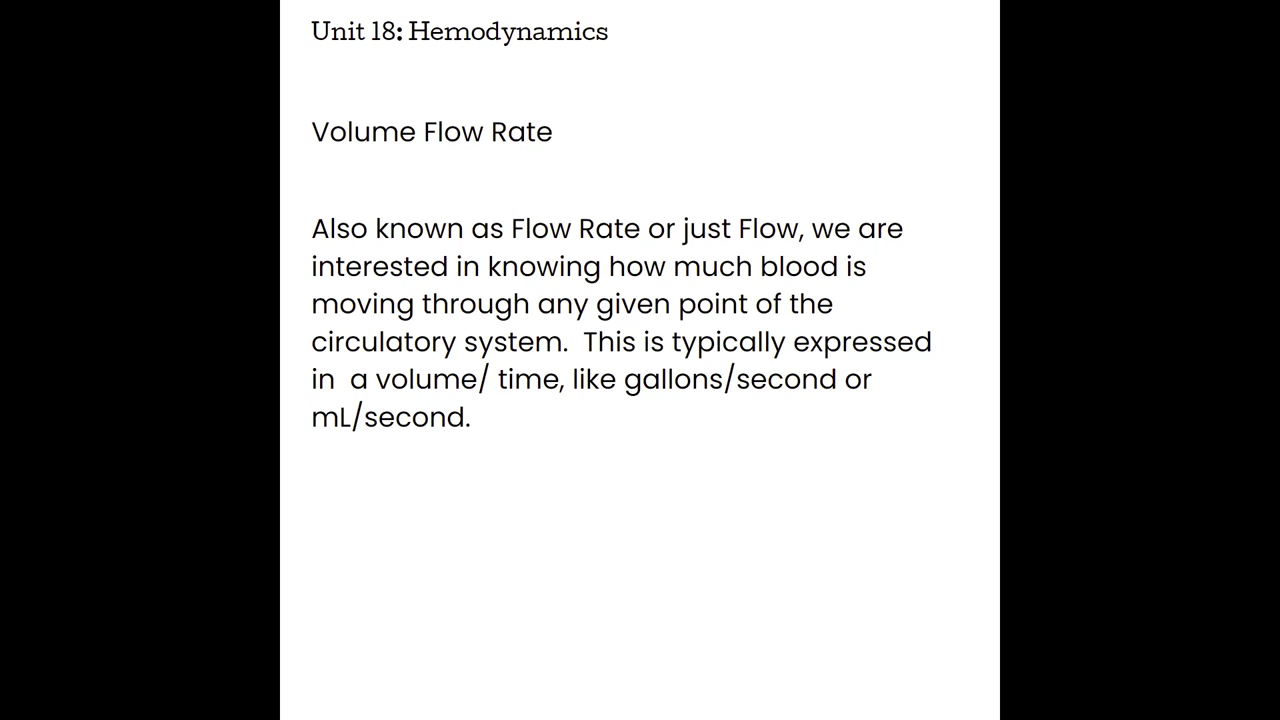 Unit 18: Hemodynamics
Volume Flow Rate
Also known as Flow Rate or just Flow, we are
interested in knowing how much blood is
moving through any given point of the
circulatory system.  This is typically expressed
in  a volume/ time, like gallons/second or
mL/second.